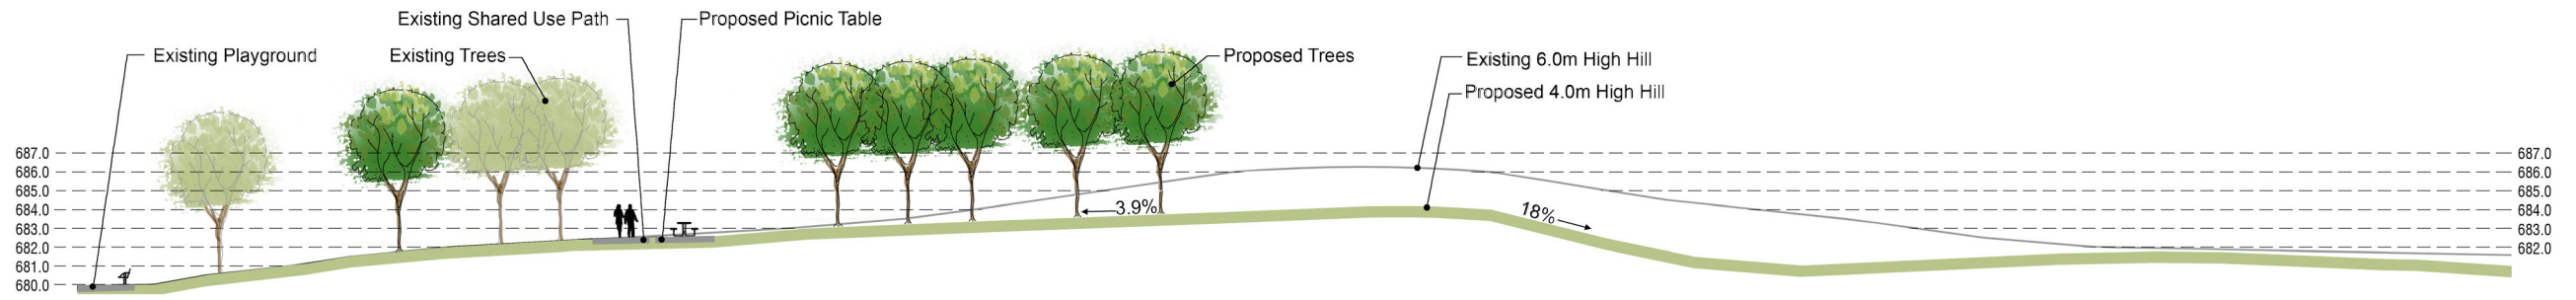 Existing Shared Use Path
Proposed Picnic Table
Existing Playground
Existing Trees
Proposed Trees
Existing 6.0m High Hill
Proposed 4.0m High Hill
687.0
687.0
686.0
686.0
685.0
685.0
684.0
3.9%
18%
684.0
683.0
683.0
682.0
682.0
681.0
680.0